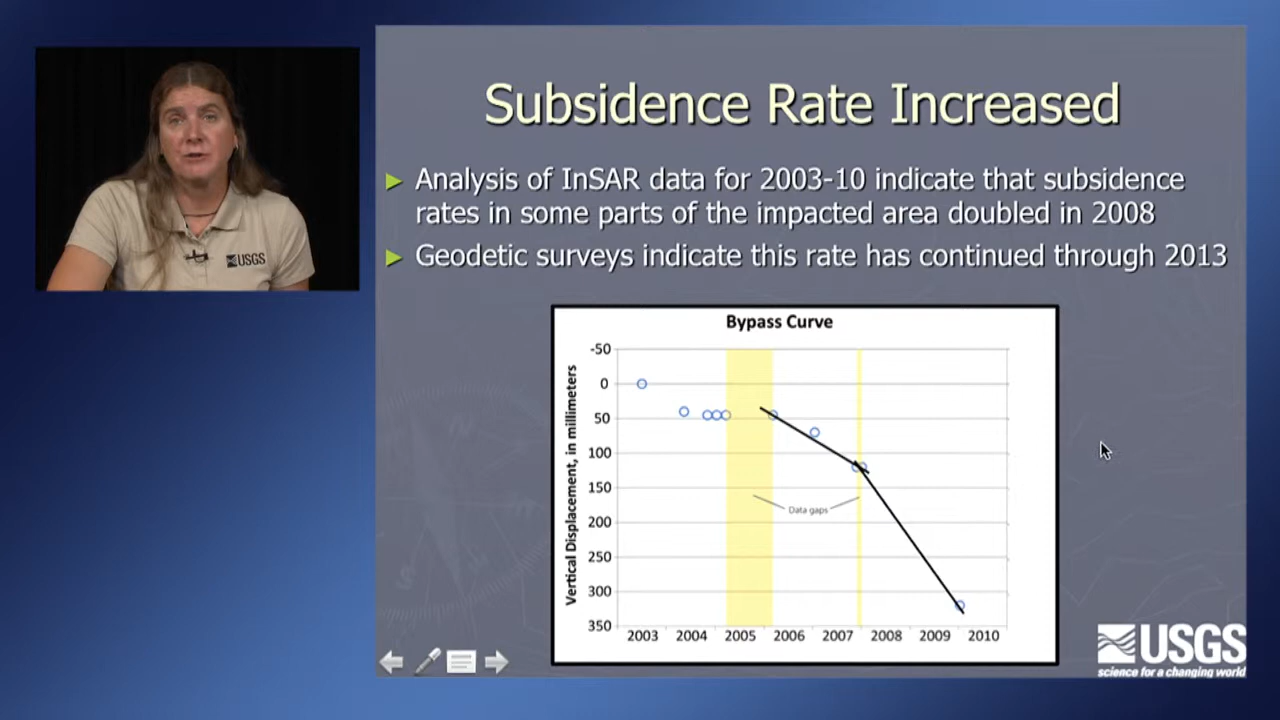 Subsidence Rate Increased
Analysis of InSAR data for 2003-10 indicate that subsidence
rates in some parts of the impacted area doubled in 2008
Geodetic surveys indicate this rate has continued through 2013
USGS
Bypass Curve
Vertical Displacement, in millimeters
-50
0
50
100
150
200
250
300
350
Data gaps
2003 2004 2005 2006 2007 2008 2009 2010
USGS
science for a changing world